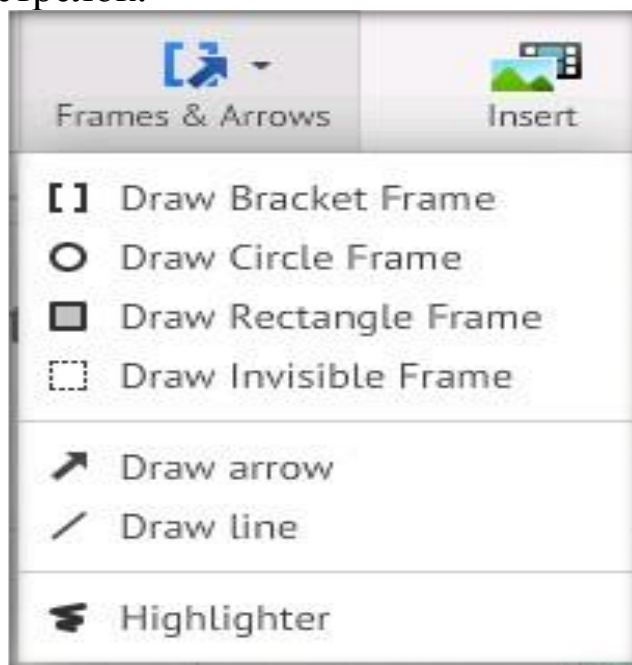 Frames & Arrows
Insert
Draw Bracket Frame
Draw Circle Frame
Draw Rectangle Frame
Draw Invisible Frame
Draw arrow
Draw line
Highlighter